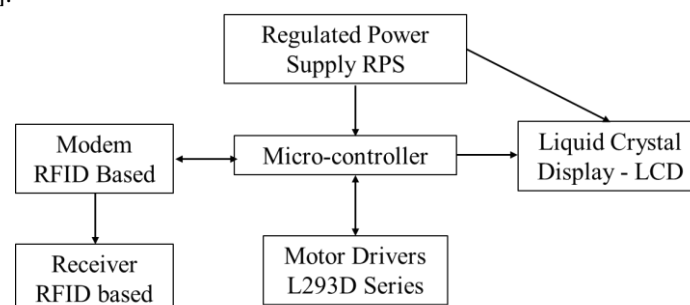 ].
Regulated Power
Supply RPS
Modem
RFID Based
Micro-controller
Liquid Crystal
Display - LCD
Receiver
RFID based
Motor Drivers
L293D Series